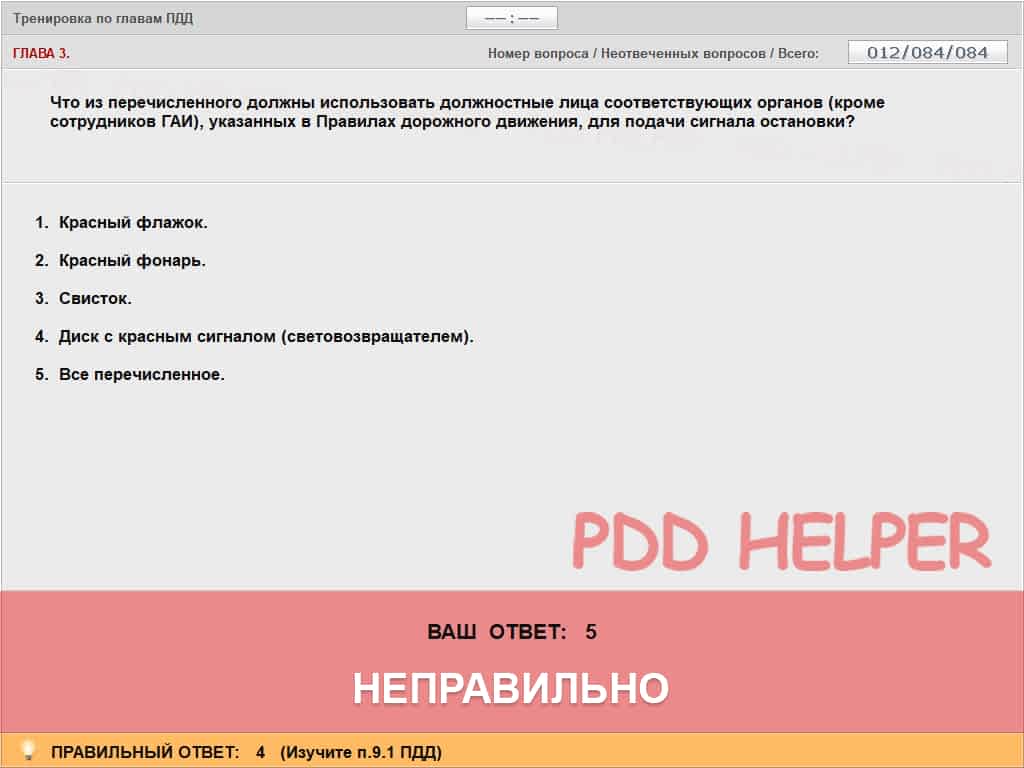 Тренировка по главам ПДД
—— : ——
ГЛАВА 3.
Номер вопроса / Неотвеченных вопросов / Всего:
012/084/084
Что из перечисленного должны использовать должностные лица соответствующих органов (кроме
сотрудников ГАИ), указанных в Правилах дорожного движения, для подачи сигнала остановки?
1. Красный флажок.
2. Красный фонарь.
3. Свисток.
4. Диск с красным сигналом (световозвращателем).
5. Все перечисленное.
PDD HELPER
ВАШ ОТВЕТ: 5
НЕПРАВИЛЬНО
ПРАВИЛЬНЫЙ ОТВЕТ: 4 (Изучите п.9.1 ПДД)